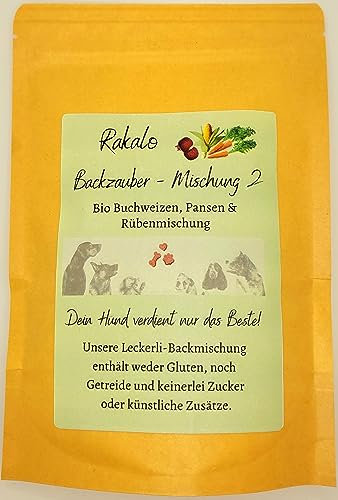 Rakalo
Backzauber - Mischung 2
Bio Buchweizen, Pansen &
Rübenmischung
Dein Hund verdient nur das Beste!
Unsere Leckerli-Backmischung
enthält weder Gluten, noch
Getreide und keinerlei Zucker
oder künstliche Zusätze.